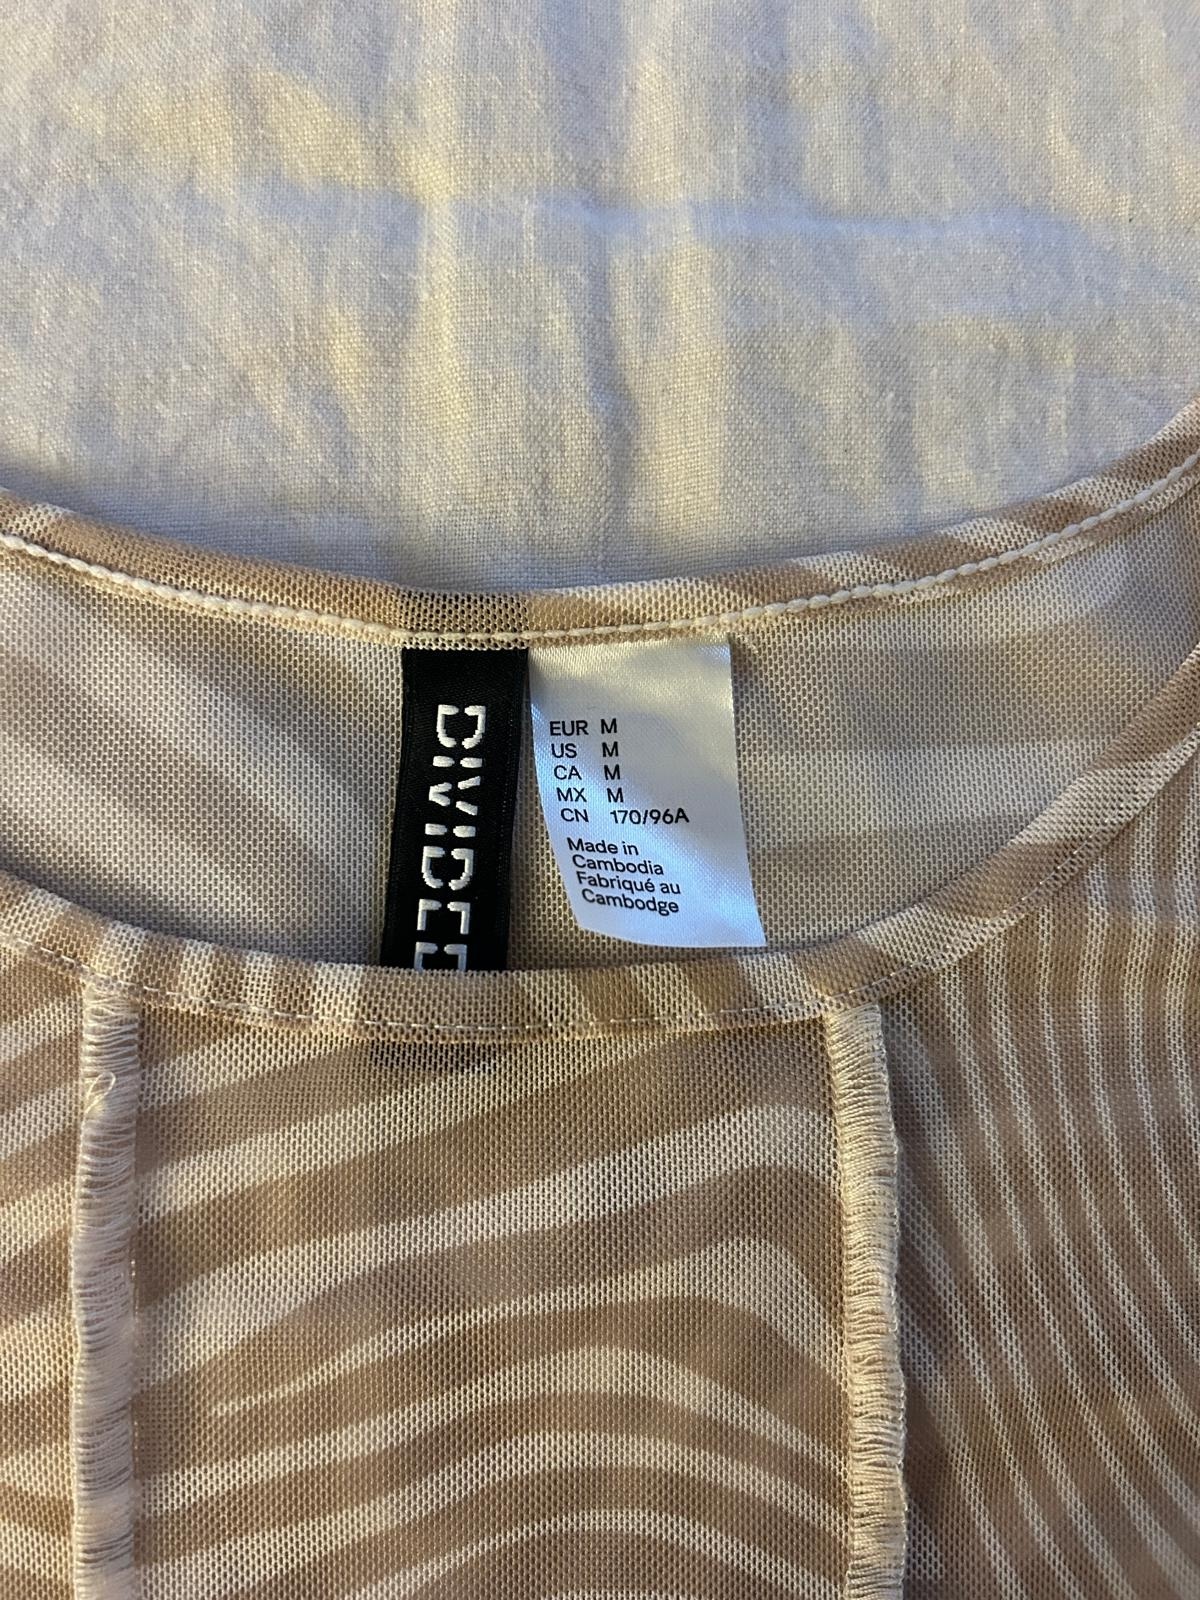 DIVIDED
EUR M
US M
CA M
MX M
CN 170/96A
Made in
Cambodia
Fabriqué au
Cambodge